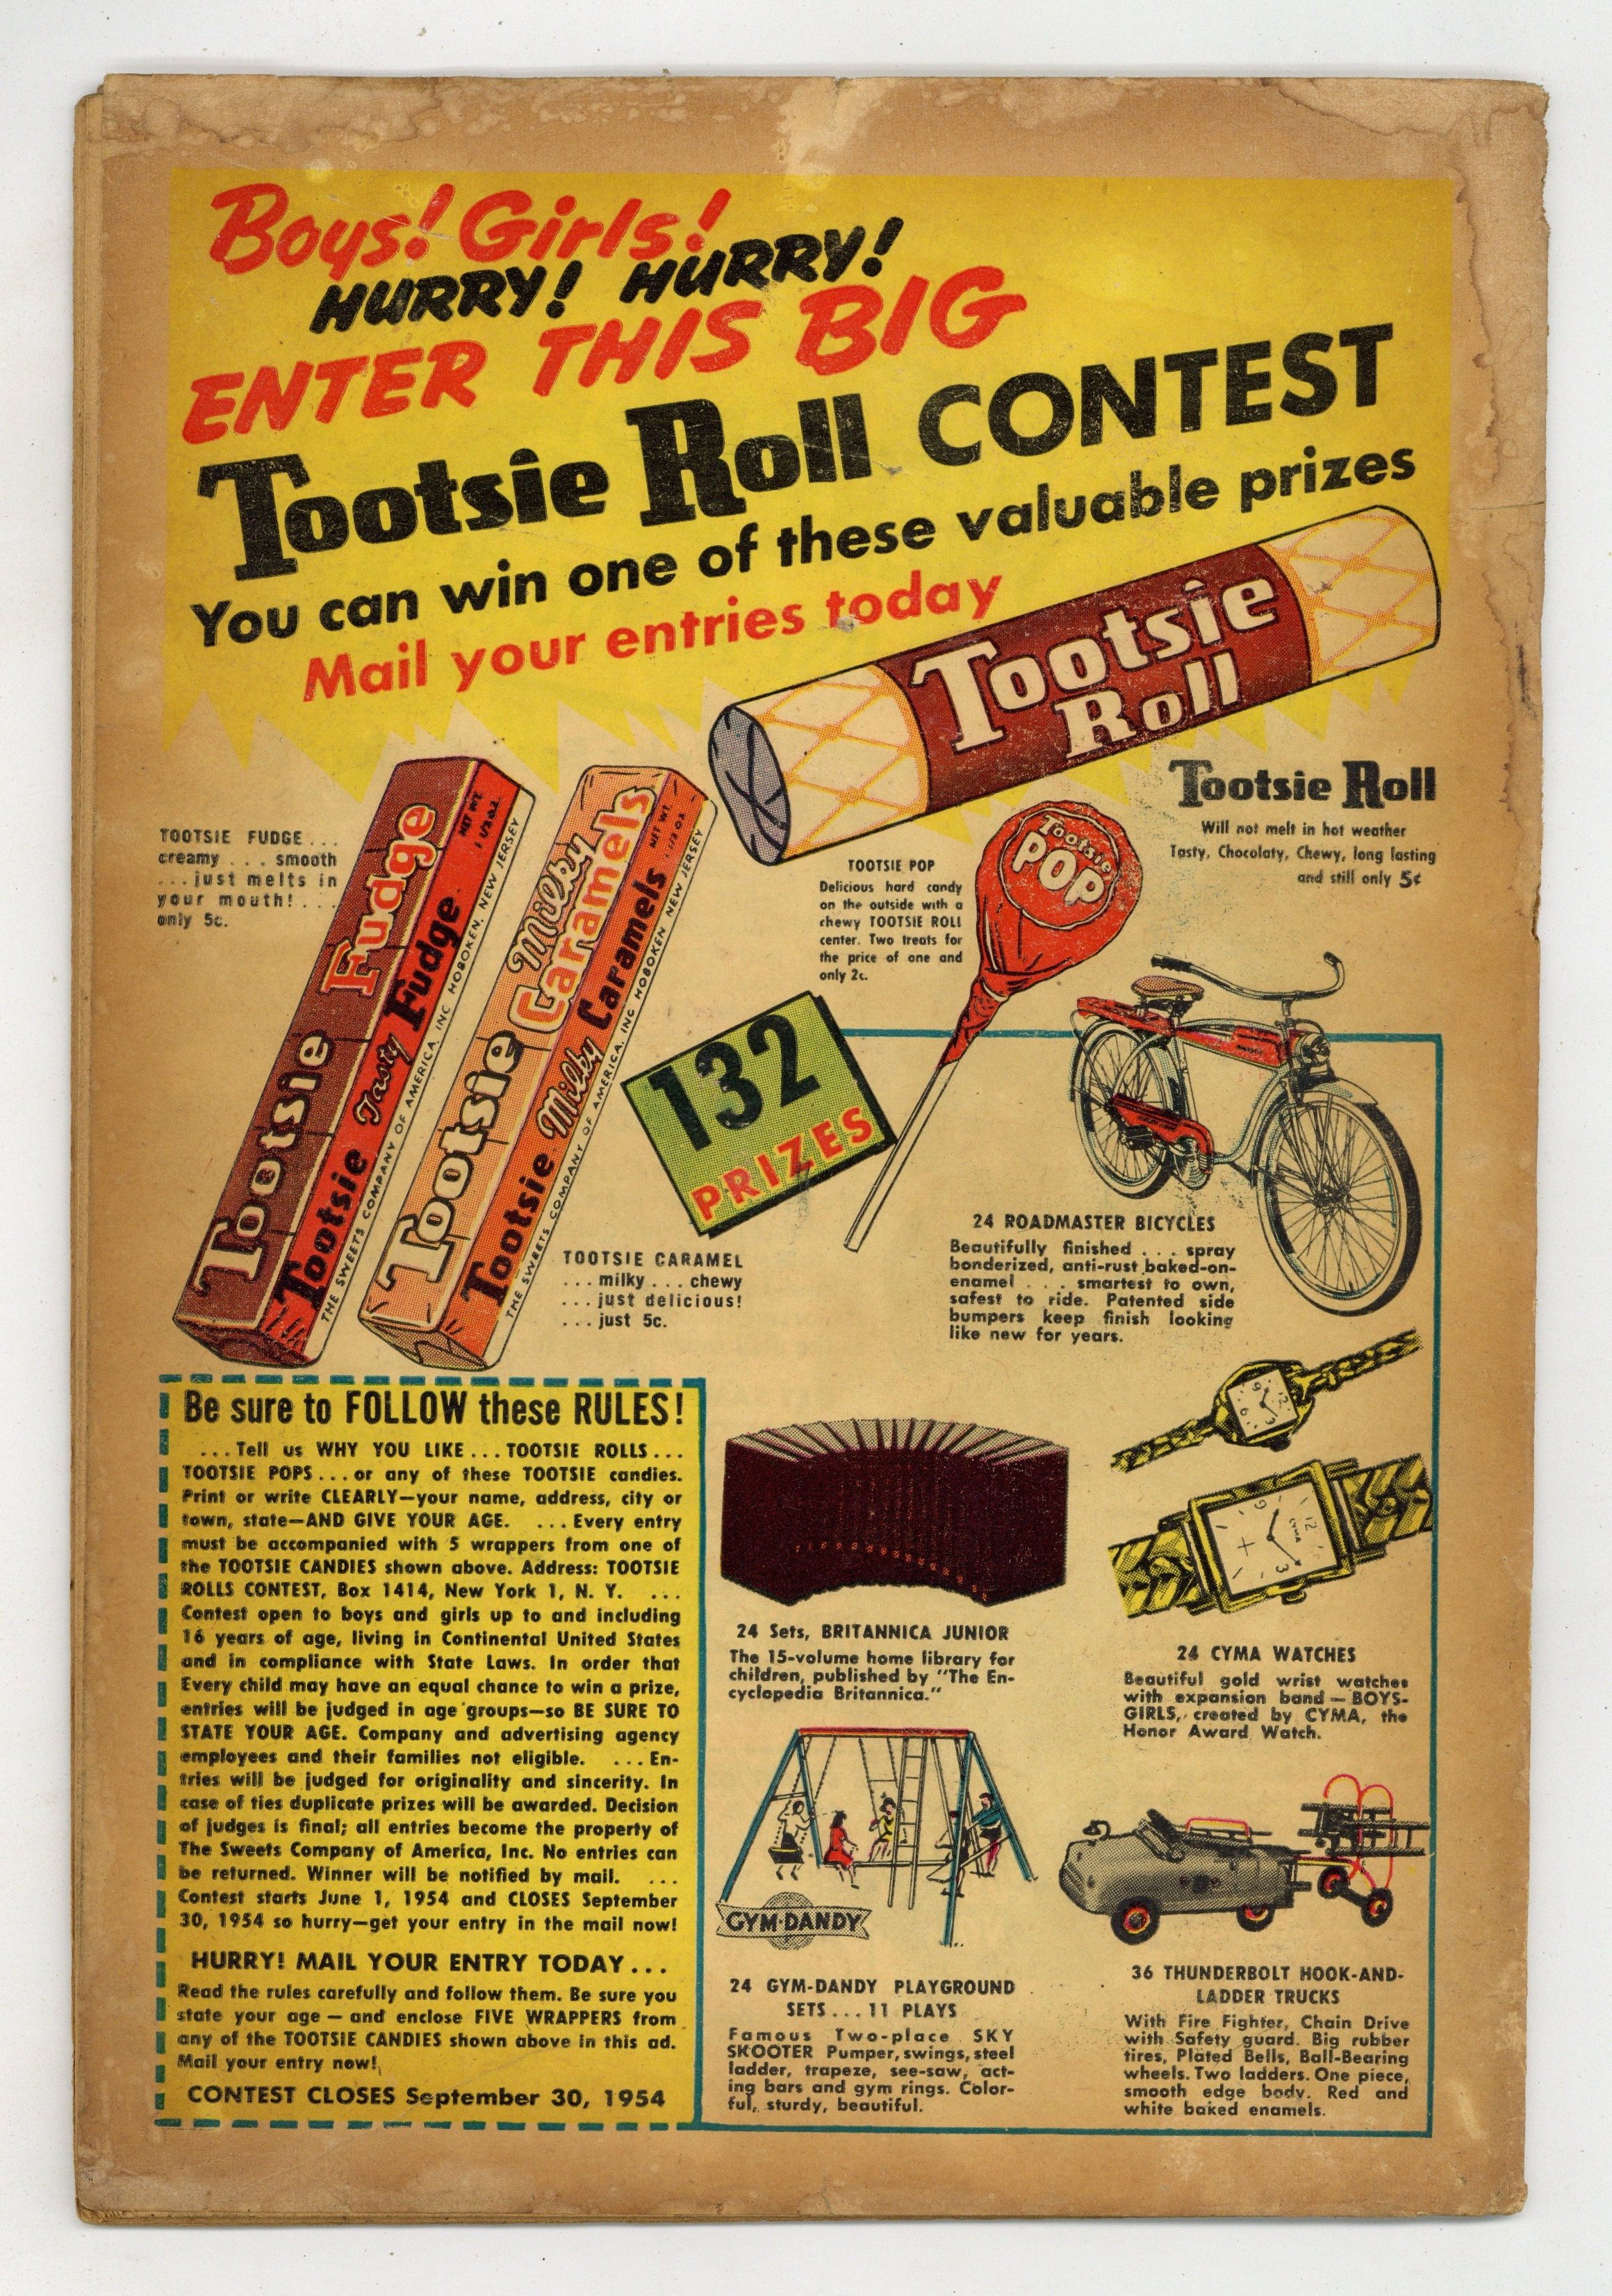 Boys! Girls!
HURRY! HURRY!
ENTER THIS BIG
Tootsie Roll CONTEST
You can win one of these valuable prizes
Mail your entries today
Tootsie
Roll
Tootsie Roll
Will not melt in hot weather
Tasty, Chocolaty, Chewy, long lasting
and still only 5¢
TOOTSIE FUDGE...
creamy... smooth
...just melts in
your mouth!...
only 5c.
Tootsie Fudge
Tootsie Tasty Fudge
NET WT.
1 1/2 OZ.
THE SWEETS COMPANY OF AMERICA, INC. HOBOKEN, NEW JERSEY
Tootsie Milky Caramels
Tootsie Milky Caramels
NET WT.
1 1/2 OZ.
THE SWEETS COMPANY OF AMERICA, INC. HOBOKEN NEW JERSEY
TOOTSIE POP
Delicious hard candy
on the outside with a
chewy TOOTSIE ROLL
center. Two treats for
the price of one and
only 2c.
Tootsie
POP
132
PRIZES
TOOTSIE CARAMEL
...milky...chewy
...just delicious!
...just 5c.
24 ROADMASTER BICYCLES
Beautifully finished... spray
bonderized, anti-rust baked-on-
enamel... smartest to own,
safest to ride. Patented side
bumpers keep finish looking
like new for years.
Be sure to FOLLOW these RULES!
...Tell us WHY YOU LIKE...TOOTSIE ROLLS...
TOOTSIE POPS...or any of these TOOTSIE candies.
Print or write CLEARLY—your name, address, city or
town, state—AND GIVE YOUR AGE. ...Every entry
must be accompanied with 5 wrappers from one of
the TOOTSIE CANDIES shown above. Address: TOOTSIE
ROLLS CONTEST, Box 1414, New York 1, N. Y. ...
Contest open to boys and girls up to and including
16 years of age, living in Continental United States
and in compliance with State Laws. In order that
Every child may have an equal chance to win a prize,
entries will be judged in age groups—so BE SURE TO
STATE YOUR AGE. Company and advertising agency
employees and their families not eligible. ...En-
tries will be judged for originality and sincerity. In
case of ties duplicate prizes will be awarded. Decision
of judges is final; all entries become the property of
The Sweets Company of America, Inc. No entries can
be returned. Winner will be notified by mail. ...
Contest starts June 1, 1954 and CLOSES September
30, 1954 so hurry—get your entry in the mail now!
HURRY! MAIL YOUR ENTRY TODAY...
Read the rules carefully and follow them. Be sure you
state your age — and enclose FIVE WRAPPERS from
any of the TOOTSIE CANDIES shown above in this ad.
Mail your entry now!
CONTEST CLOSES September 30, 1954
24 Sets, BRITANNICA JUNIOR
The 15-volume home library for
children, published by "The En-
cyclopedia Britannica."
12
3
6
9
12
3
9
CYMA
24 CYMA WATCHES
Beautiful gold wrist watches
with expansion band — BOYS-
GIRLS, created by CYMA, the
Honor Award Watch.
GYM-DANDY
24 GYM-DANDY PLAYGROUND
SETS...11 PLAYS
Famous Two-place SKY
SKOOTER Pumper, swings, steel
ladder, trapeze, see-saw, act-
ing bars and gym rings. Color-
ful, sturdy, beautiful.
36 THUNDERBOLT HOOK-AND-
LADDER TRUCKS
With Fire Fighter, Chain Drive
with Safety guard. Big rubber
tires, Plated Bells, Ball-Bearing
wheels. Two ladders. One piece,
smooth edge body. Red and
white baked enamels.